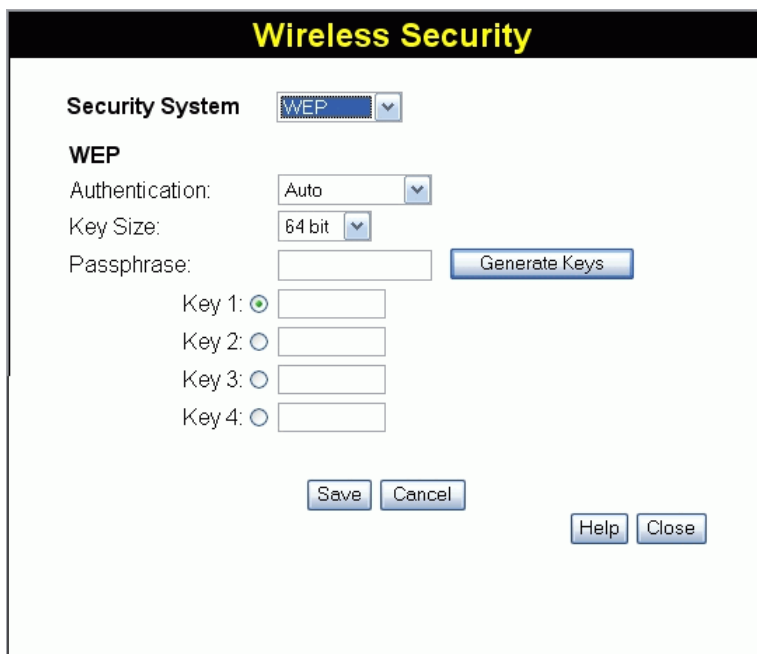 Wireless Security
Security System WEP
WEP
Authentication: Auto
Key Size: 64 bit
Passphrase: Generate Keys
Key 1:
Key 2:
Key 3:
Key 4:
Save Cancel
Help Close